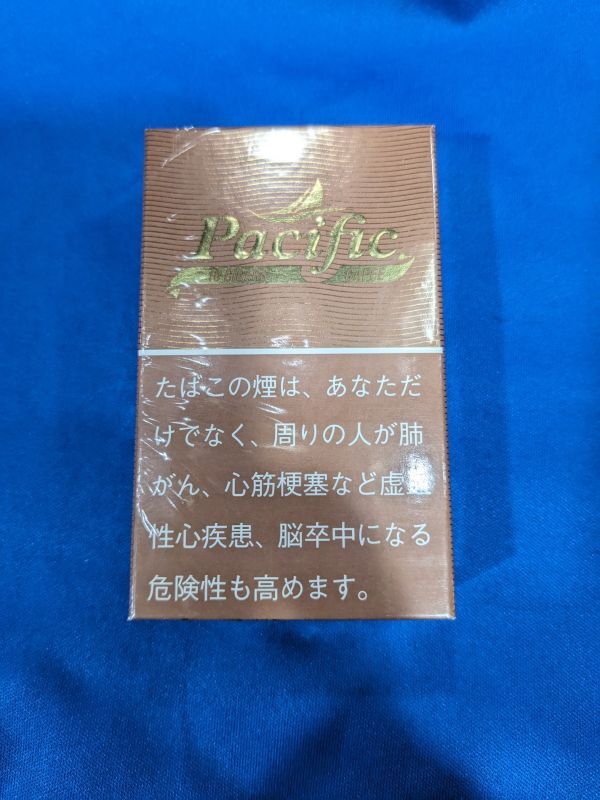 Pacific.
たばこの煙は、あなただ
けでなく、周りの人が肺
がん、心筋梗塞など虚
性心疾患、脳卒中になる
危険性も高めます。